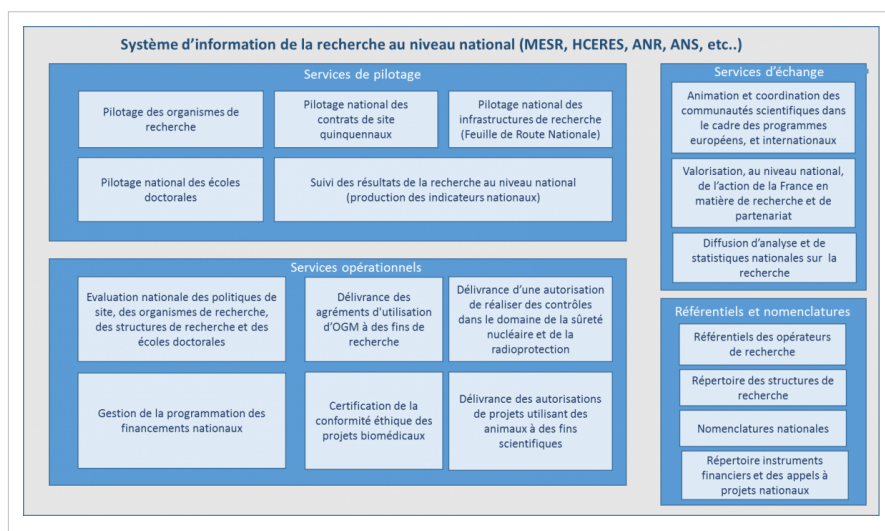 Système d'information de la recherche au niveau national (MESR, HCERES, ANR, ANS, etc..)
Services de pilotage
Pilotage des organismes de
recherche
Pilotage national des
contrats de site
quinquennaux
Pilotage national des
infrastructures de recherche
(Feuille de Route Nationale)
Pilotage national des écoles
doctorales
Suivi des résultats de la recherche au niveau national
(production des indicateurs nationaux)
Services opérationnels
Evaluation nationale des politiques de
site, des organismes de recherche,
des structures de recherche et des
écoles doctorales
Délivrance des
agréments d'utilisation
d'OGM à des fins de
recherche
Délivrance d'une autorisation
de réaliser des contrôles
dans le domaine de la sûreté
nucléaire et de la
radioprotection
Gestion de la programmation des
financements nationaux
Certification de la
conformité éthique des
projets biomédicaux
Délivrance des autorisations
de projets utilisant des
animaux à des fins
scientifiques
Services d'échange
Animation et coordination des
communautés scientifiques dans
le cadre des programmes
européens, et internationaux
Valorisation, au niveau national,
de l'action de la France en
matière de recherche et de
partenariat
Diffusion d'analyse et de
statistiques nationales sur la
recherche
Référentiels et nomenclatures
Référentiels des opérateurs
de recherche
Répertoire des structures de
recherche
Nomenclatures nationales
Répertoire instruments
financiers et des appels à
projets nationaux